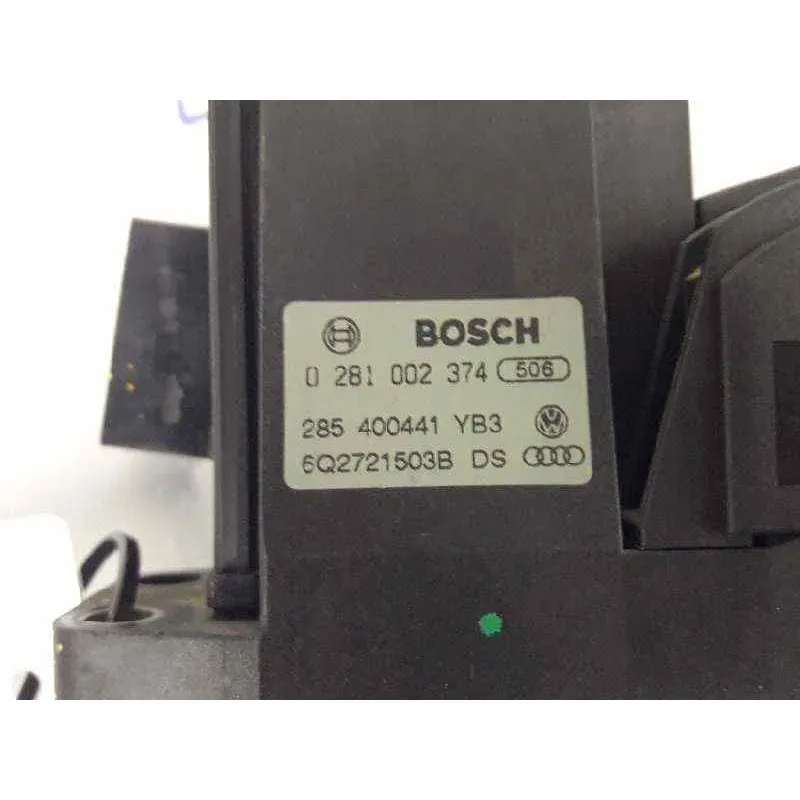 BOSCH
0 281 002 374 506
285 400441 YB3
6Q2721503B DS